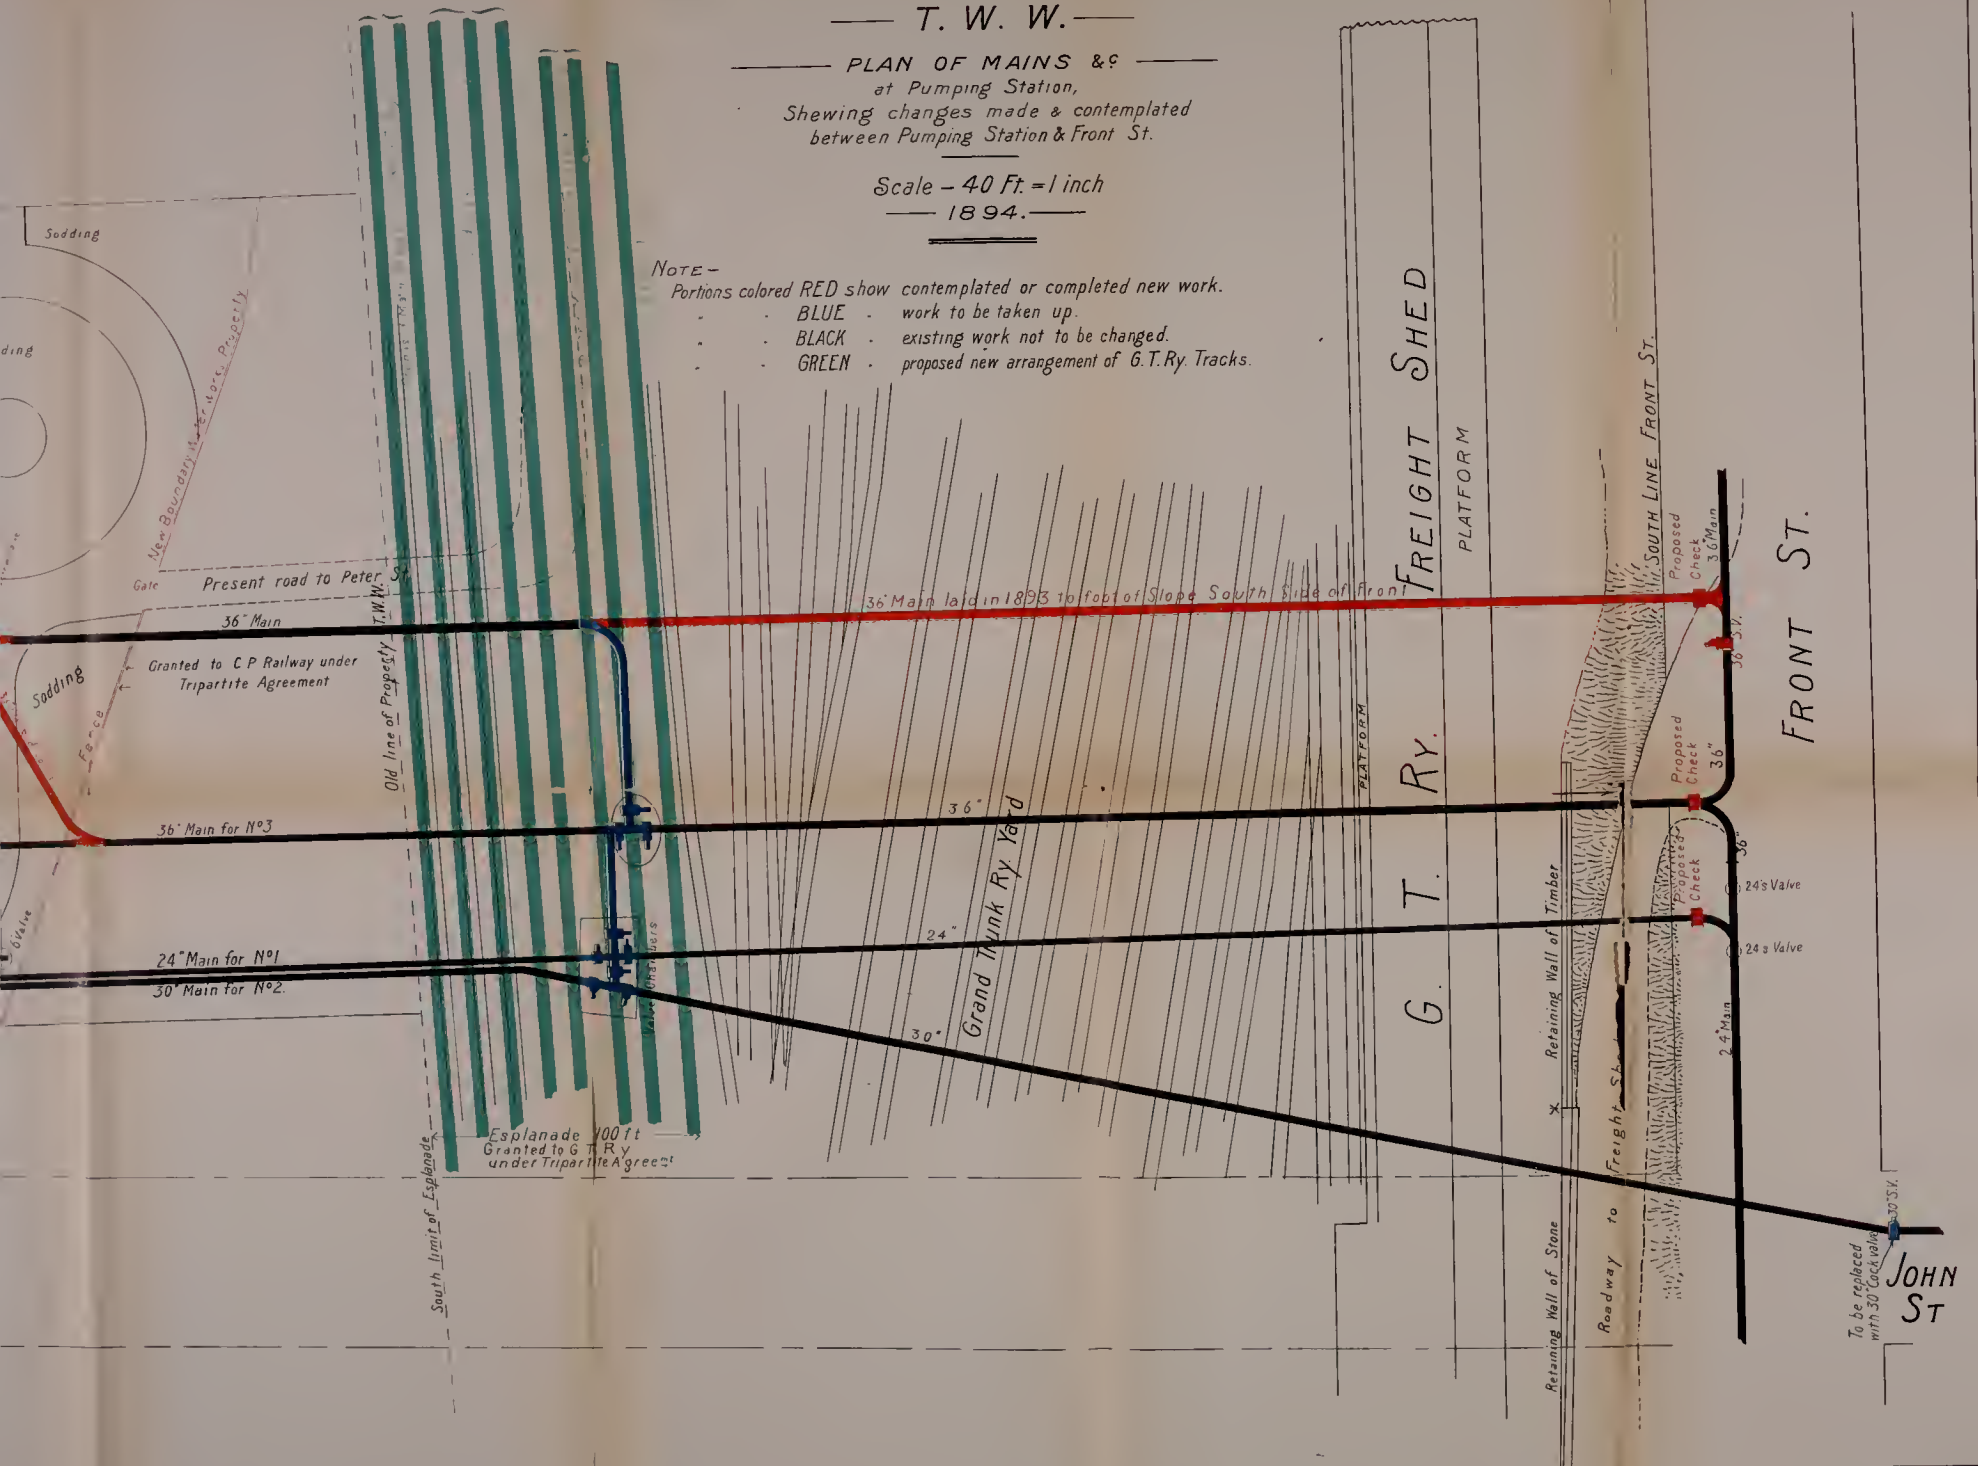 T. W. W.
PLAN OF MAINS &c
at Pumping Station,
Shewing changes made & contemplated
between Pumping Station & Front St.
Scale – 40 Ft. = 1 inch
1894.
NOTE –
Portions colored RED show contemplated or completed new work.
" " BLUE " work to be taken up.
" " BLACK " existing work not to be changed.
" " GREEN " proposed new arrangement of G.T.Ry. Tracks.
Sodding
ding
New Boundary Water Works Property
Gate
Present road to Peter St.
36" Main
Granted to C P Railway under
Tripartite Agreement
Sodding
Fence
Old line of Property T.W.W.
36" Main for No3
24" Main for No1
30" Main for No2.
Valve
Valve Chambers
Esplanade 100 ft
Granted to G T Ry
under Tripartite Agreemt
South limit of Esplanade
36" Main laid in 1893 to foot of Slope South Side of Front
36"
24"
30"
Grand Trunk Ry. Yard
PLATFORM
FREIGHT SHED
PLATFORM
G. T. RY.
Retaining Wall of Timber
Retaining Wall of Stone
Roadway to Freight Shed
SOUTH LINE FRONT ST.
Proposed
Check
36" Main
36" S.V.
Proposed
Check
36"
36"
Proposed
Check
24" s Valve
24" s Valve
24" Main
FRONT ST.
30" S.V.
To be replaced
with 30" Cock valve
JOHN
ST